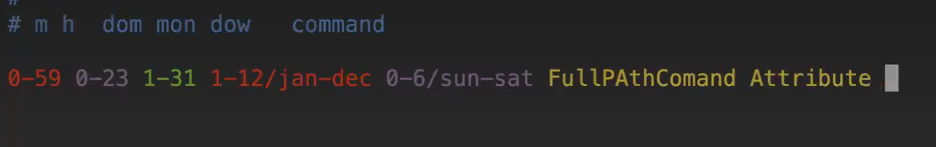 #
# m h  dom mon dow   command
0-59 0-23 1-31 1-12/jan-dec 0-6/sun-sat FullPAthComand Attribute